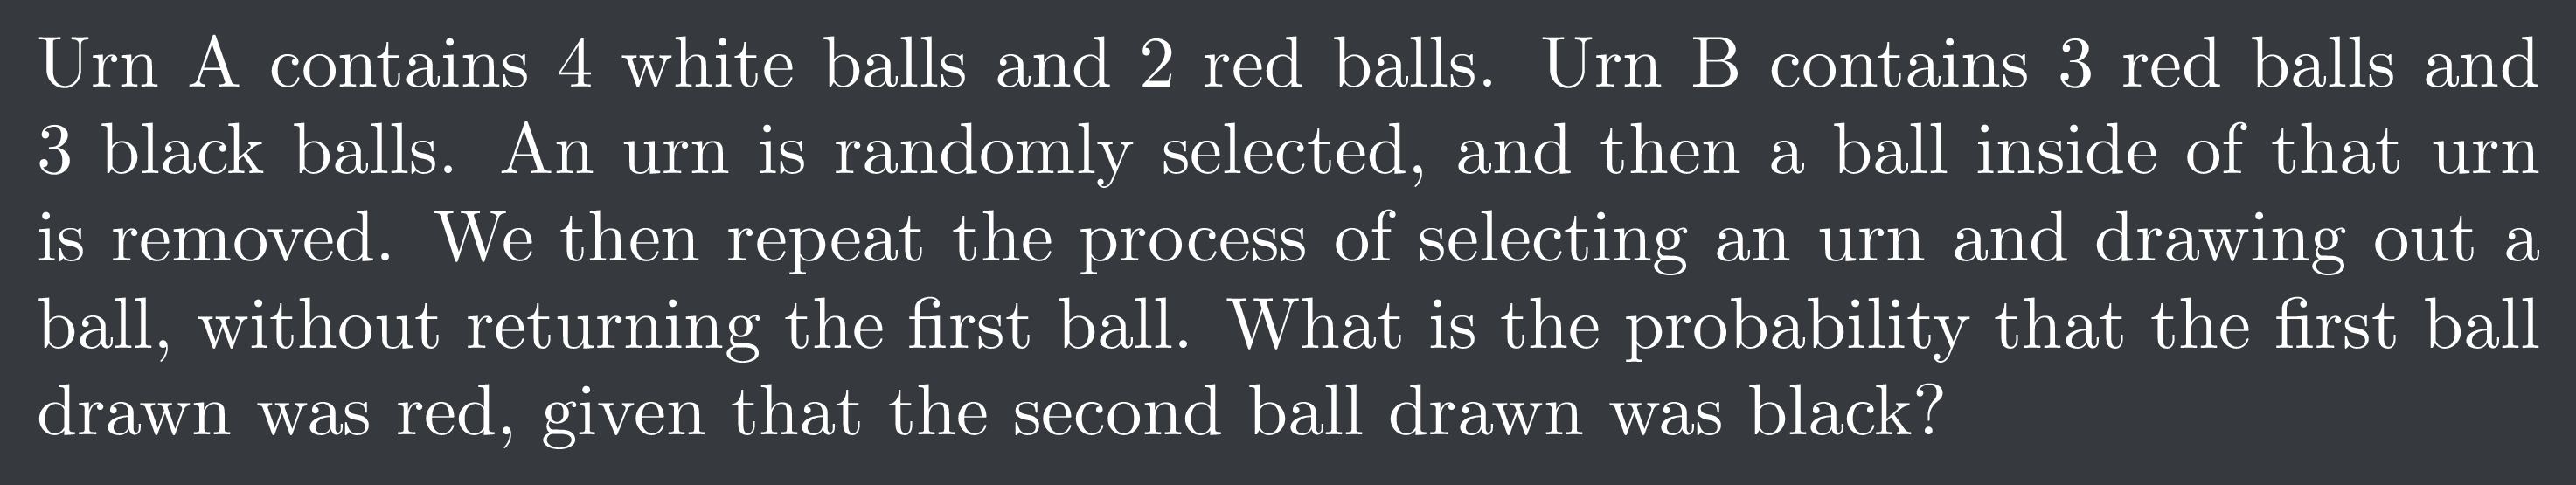 Urn A contains 4 white balls and 2 red balls. Urn B contains 3 red balls and
3 black balls. An urn is randomly selected, and then a ball inside of that urn
is removed. We then repeat the process of selecting an urn and drawing out a
ball, without returning the first ball. What is the probability that the first ball
drawn was red, given that the second ball drawn was black?